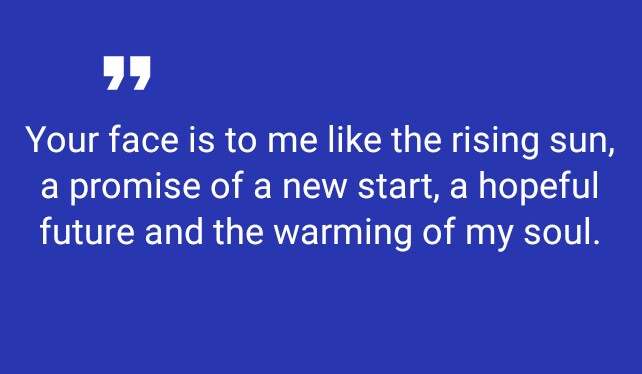 ”
Your face is to me like the rising sun,
a promise of a new start, a hopeful
future and the warming of my soul.